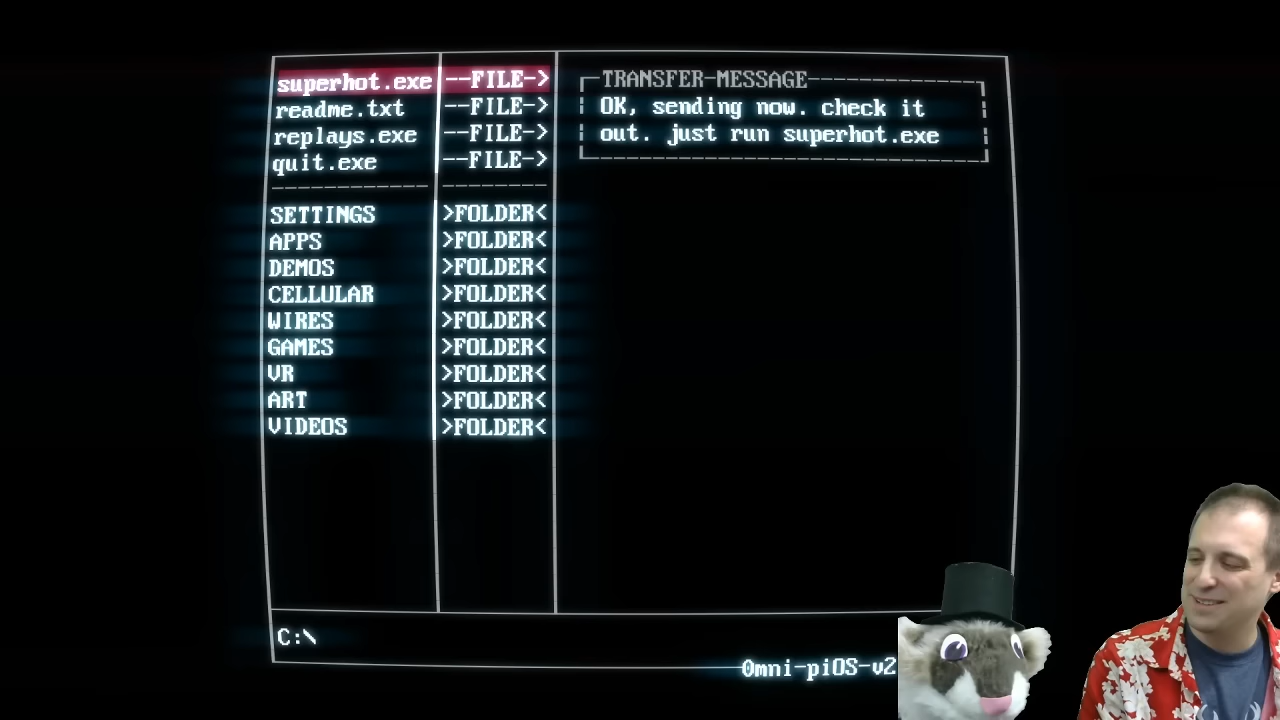 superhot.exe --FILE->
readme.txt --FILE->
replays.exe --FILE->
quit.exe --FILE->
SETTINGS >FOLDER<
APPS >FOLDER<
DEMOS >FOLDER<
CELLULAR >FOLDER<
WIRES >FOLDER<
GAMES >FOLDER<
VR >FOLDER<
ART >FOLDER<
VIDEOS >FOLDER<
TRANSFER-MESSAGE
OK, sending now. check it
out. just run superhot.exe
C:\
0mni-piOS-v2